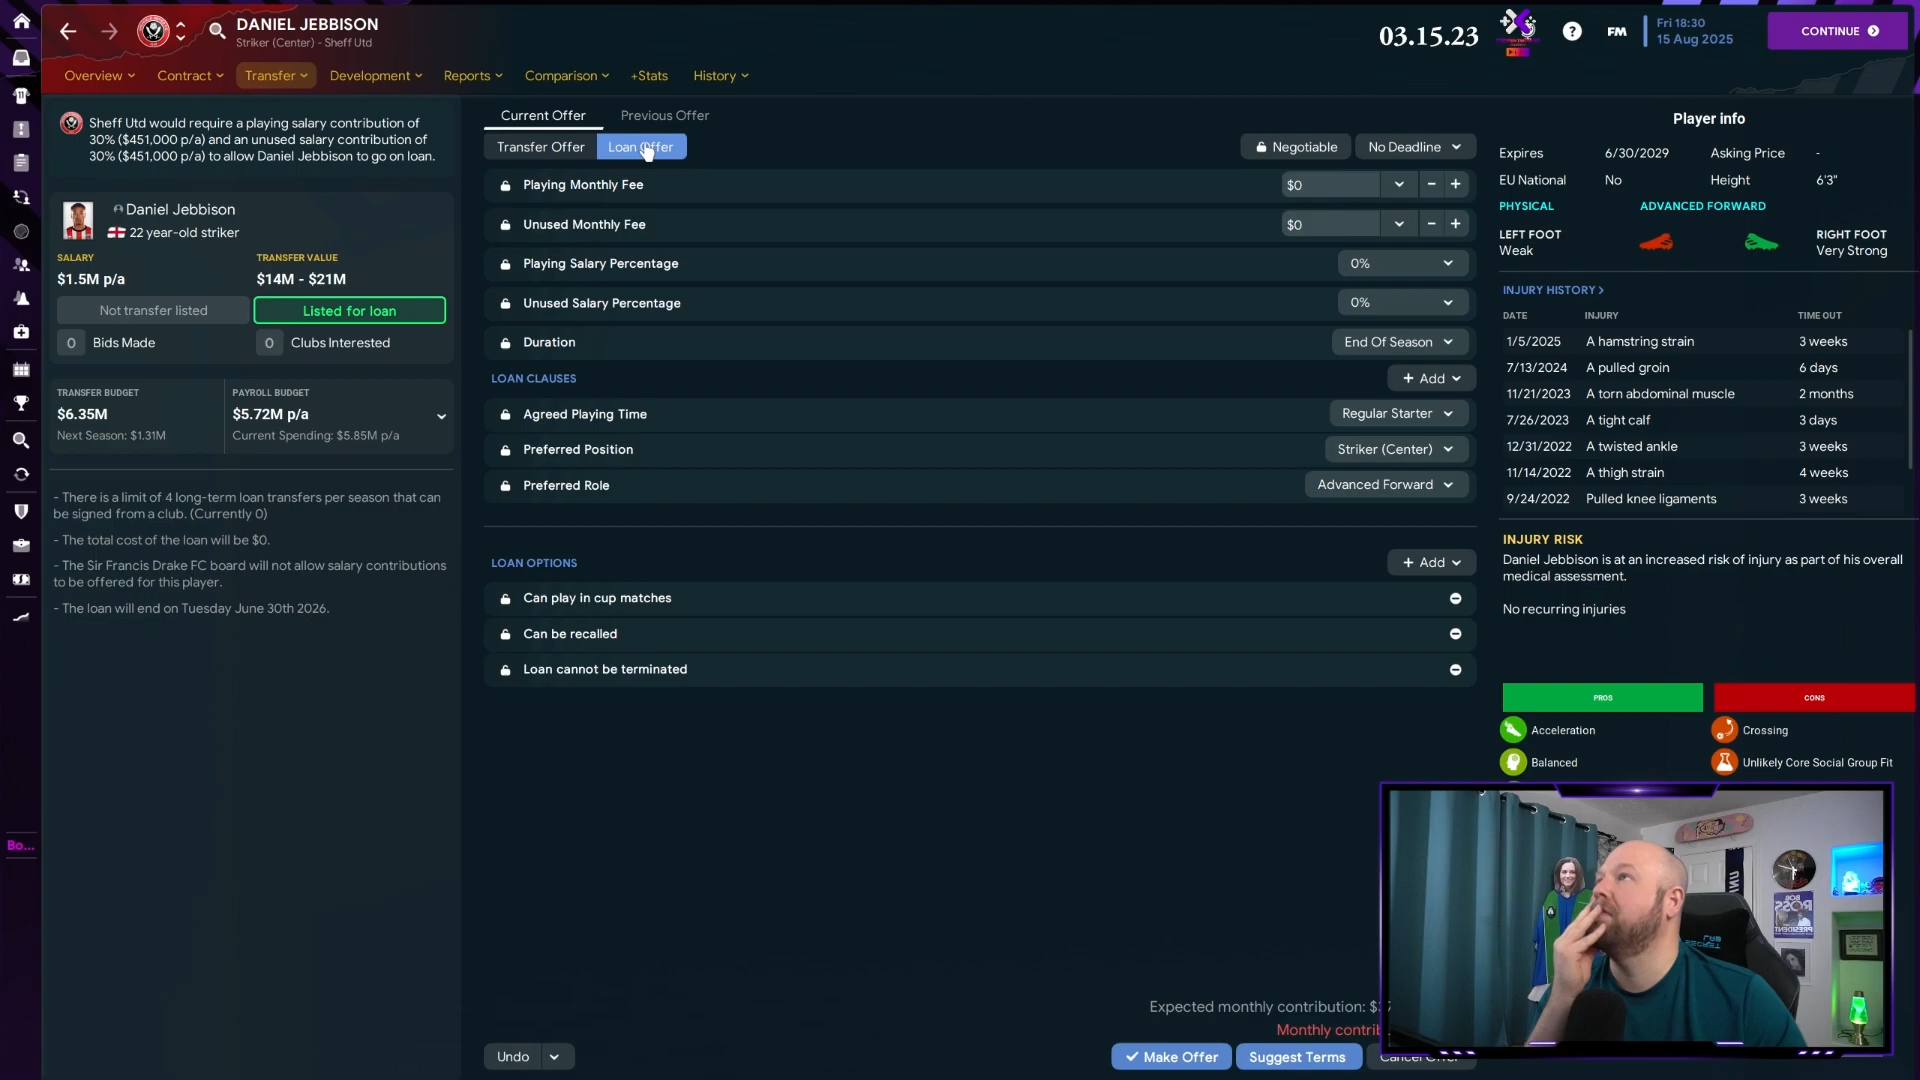 DANIEL JEBBISON
Striker (Center) - Sheff Utd
03.15.23
FM
Fri 18:30
15 Aug 2025
CONTINUE
Overview
Contract
Transfer
Development
Reports
Comparison
+Stats
History
Sheff Utd would require a playing salary contribution of
30% ($451,000 p/a) and an unused salary contribution of
30% ($451,000 p/a) to allow Daniel Jebbison to go on loan.
Daniel Jebbison
22 year-old striker
SALARY
TRANSFER VALUE
$1.5M p/a
$14M - $21M
Not transfer listed
Listed for loan
0 Bids Made
0 Clubs Interested
TRANSFER BUDGET
PAYROLL BUDGET
$6.35M
$5.72M p/a
Next Season: $1.31M
Current Spending: $5.85M p/a
- There is a limit of 4 long-term loan transfers per season that can
be signed from a club. (Currently 0)
- The total cost of the loan will be $0.
- The Sir Francis Drake FC board will not allow salary contributions
to be offered for this player.
- The loan will end on Tuesday June 30th 2026.
Bo...
Current Offer
Previous Offer
Transfer Offer
Loan Offer
Negotiable
No Deadline
Playing Monthly Fee
$0
Unused Monthly Fee
$0
Playing Salary Percentage
0%
Unused Salary Percentage
0%
Duration
End Of Season
LOAN CLAUSES
+ Add
Agreed Playing Time
Regular Starter
Preferred Position
Striker (Center)
Preferred Role
Advanced Forward
LOAN OPTIONS
+ Add
Can play in cup matches
Can be recalled
Loan cannot be terminated
Expected monthly contribution:
Monthly contrib
Undo
Make Offer
Suggest Terms
Cancel Offer
Player info
Expires
6/30/2029
Asking Price
-
EU National
No
Height
6'3"
PHYSICAL
ADVANCED FORWARD
LEFT FOOT
Weak
RIGHT FOOT
Very Strong
INJURY HISTORY >
DATE
INJURY
TIME OUT
1/5/2025 A hamstring strain 3 weeks
7/13/2024 A pulled groin 6 days
11/21/2023 A torn abdominal muscle 2 months
7/26/2023 A tight calf 3 days
12/31/2022 A twisted ankle 3 weeks
11/14/2022 A thigh strain 4 weeks
9/24/2022 Pulled knee ligaments 3 weeks
INJURY RISK
Daniel Jebbison is at an increased risk of injury as part of his overall
medical assessment.
No recurring injuries
PROS
CONS
Acceleration
Crossing
Balanced
Unlikely Core Social Group Fit
BOB
ROSS
PRESIDENT